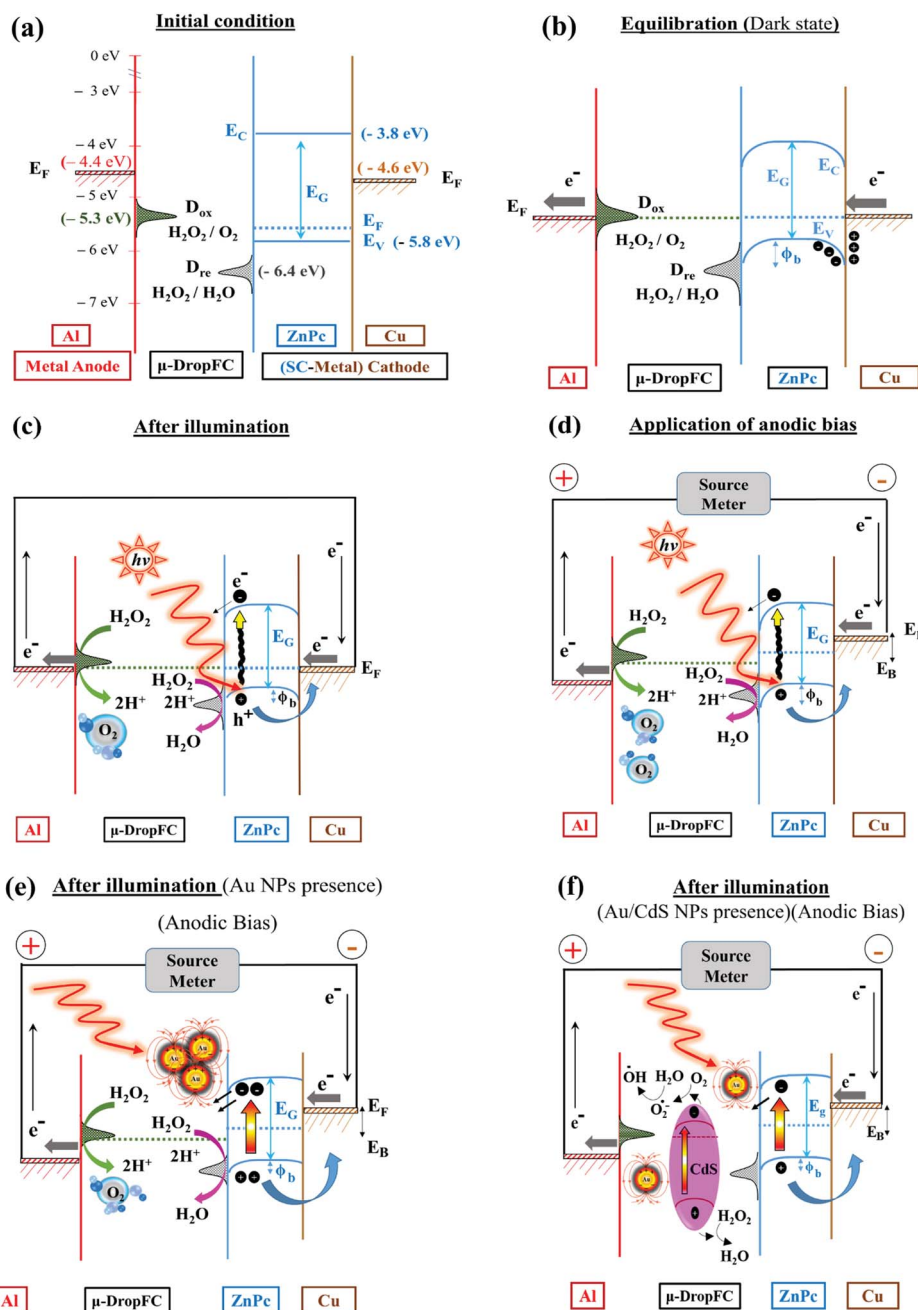 (a)
Initial condition
0 eV
– 3 eV
–4 eV
–5 eV
–6 eV
–7 eV
E_F
(– 4.4 eV)
(– 5.3 eV)
D_ox
H₂O₂ / O₂
D_re
(– 6.4 eV)
H₂O₂ / H₂O
E_C
(- 3.8 eV)
(- 4.6 eV)
E_F
E_G
E_F
E_V (- 5.8 eV)
Al
ZnPc
Cu
Metal Anode
μ-DropFC
(SC-Metal) Cathode
(b)
Equilibration (Dark state)
e⁻
E_F
D_ox
H₂O₂ / O₂
D_re
H₂O₂ / H₂O
E_G
E_C
E_V
ϕ_b
e⁻
Al
μ-DropFC
ZnPc
Cu
(c)
After illumination
hν
e⁻
e⁻
H₂O₂
2H⁺
O₂
H₂O₂
2H⁺
H₂O
e⁻
E_G
ϕ_b
h⁺
e⁻
E_F
Al
μ-DropFC
ZnPc
Cu
(d)
Application of anodic bias
+
Source
Meter
-
hν
e⁻
e⁻
H₂O₂
2H⁺
O₂
O₂
H₂O₂
2H⁺
H₂O
E_G
ϕ_b
e⁻
E_B
Al
μ-DropFC
ZnPc
Cu
(e)
After illumination (Au NPs presence)
(Anodic Bias)
+
Source
Meter
-
Au
Au
Au
e⁻
e⁻
H₂O₂
2H⁺
O₂
H₂O₂
2H⁺
H₂O
E_G
ϕ_b
e⁻
E_F
E_B
Al
μ-DropFC
ZnPc
Cu
(f)
After illumination
(Au/CdS NPs presence)(Anodic Bias)
+
Source
Meter
-
e⁻
e⁻
Au
Au
ȮH
H₂O
O₂
O₂˙⁻
CdS
H₂O₂
H₂O
E_g
ϕ_b
e⁻
E_F
E_B
Al
μ-DropFC
ZnPc
Cu